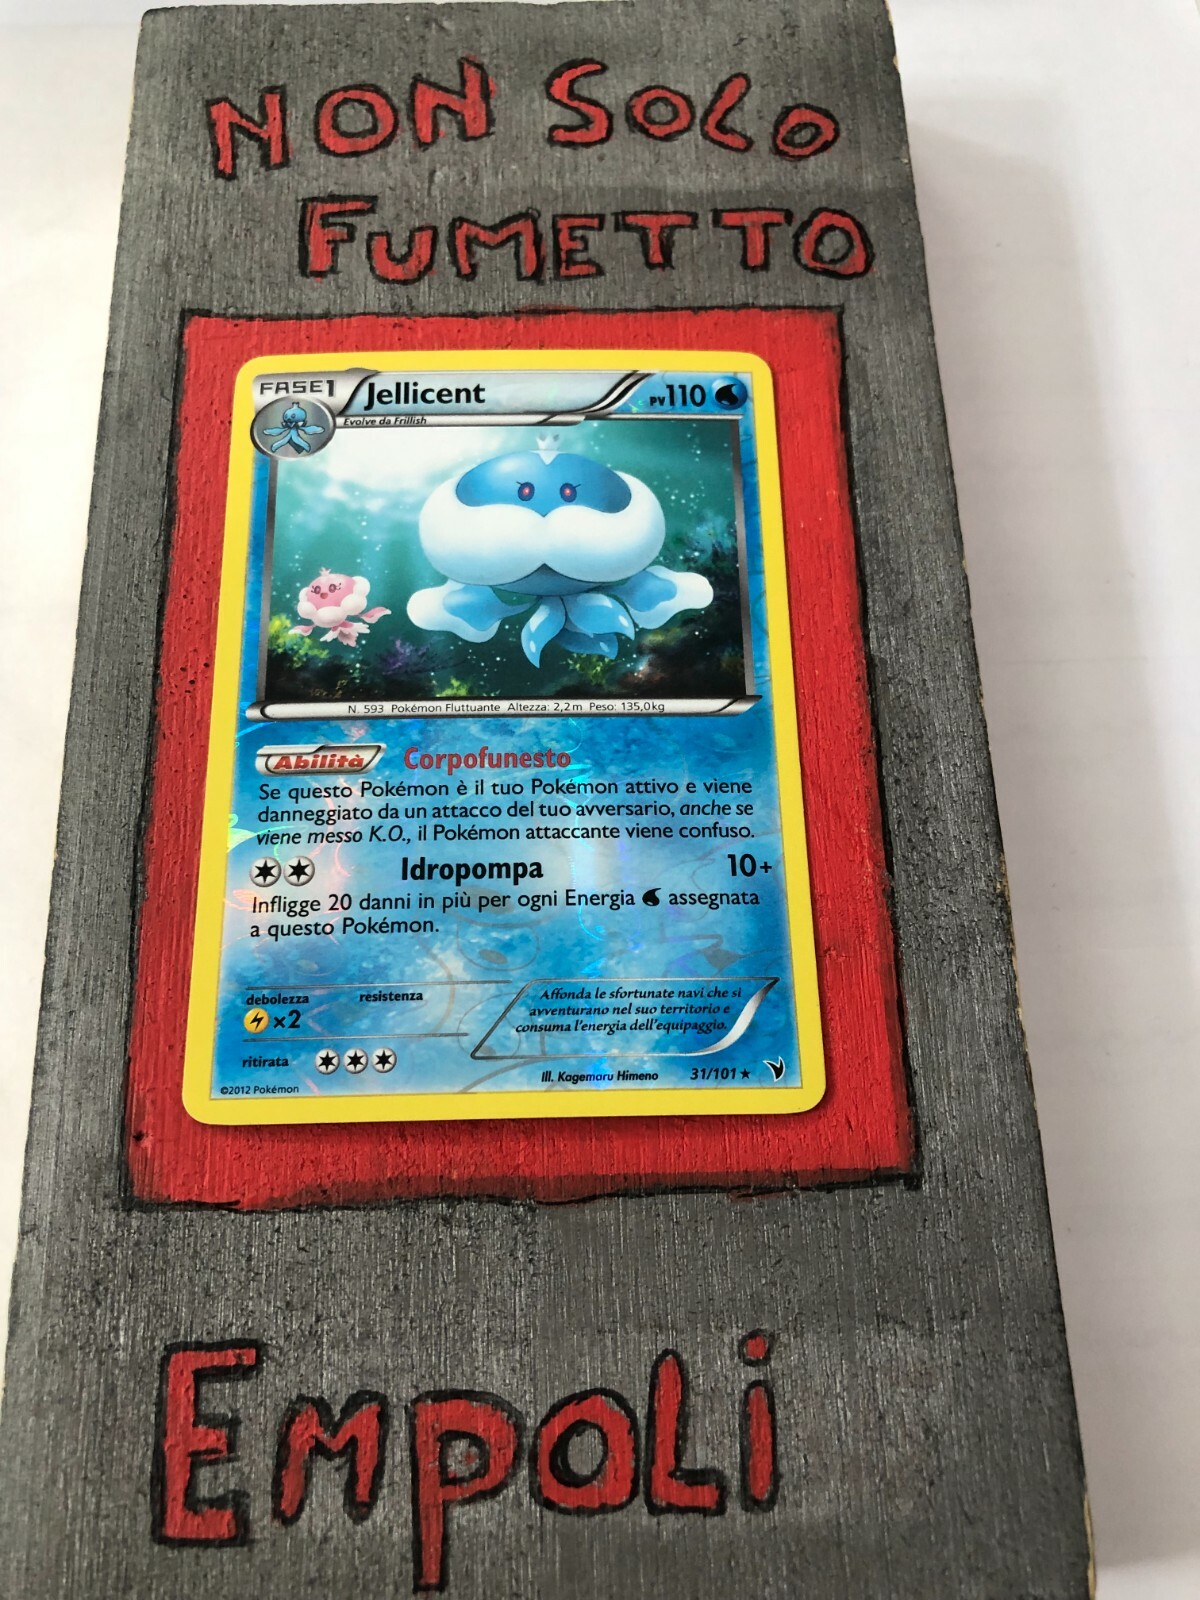 NON SOLO
FUMETTO
FASE1 Jellicent PV110
Evolve da Frillish
N. 593 Pokémon Fluttuante Altezza: 2,2 m Peso: 135,0 kg
Abilità Corpofunesto
Se questo Pokémon è il tuo Pokémon attivo e viene
danneggiato da un attacco del tuo avversario, anche se
viene messo K.O., il Pokémon attaccante viene confuso.
Idropompa 10+
Infligge 20 danni in più per ogni Energia assegnata
a questo Pokémon.
debolezza resistenza
×2
Affonda le sfortunate navi che si
avventurano nel suo territorio e
consuma l'energia dell'equipaggio.
ritirata
Ill. Kagemaru Himeno 31/101 ★
©2012 Pokémon
EMPOLi